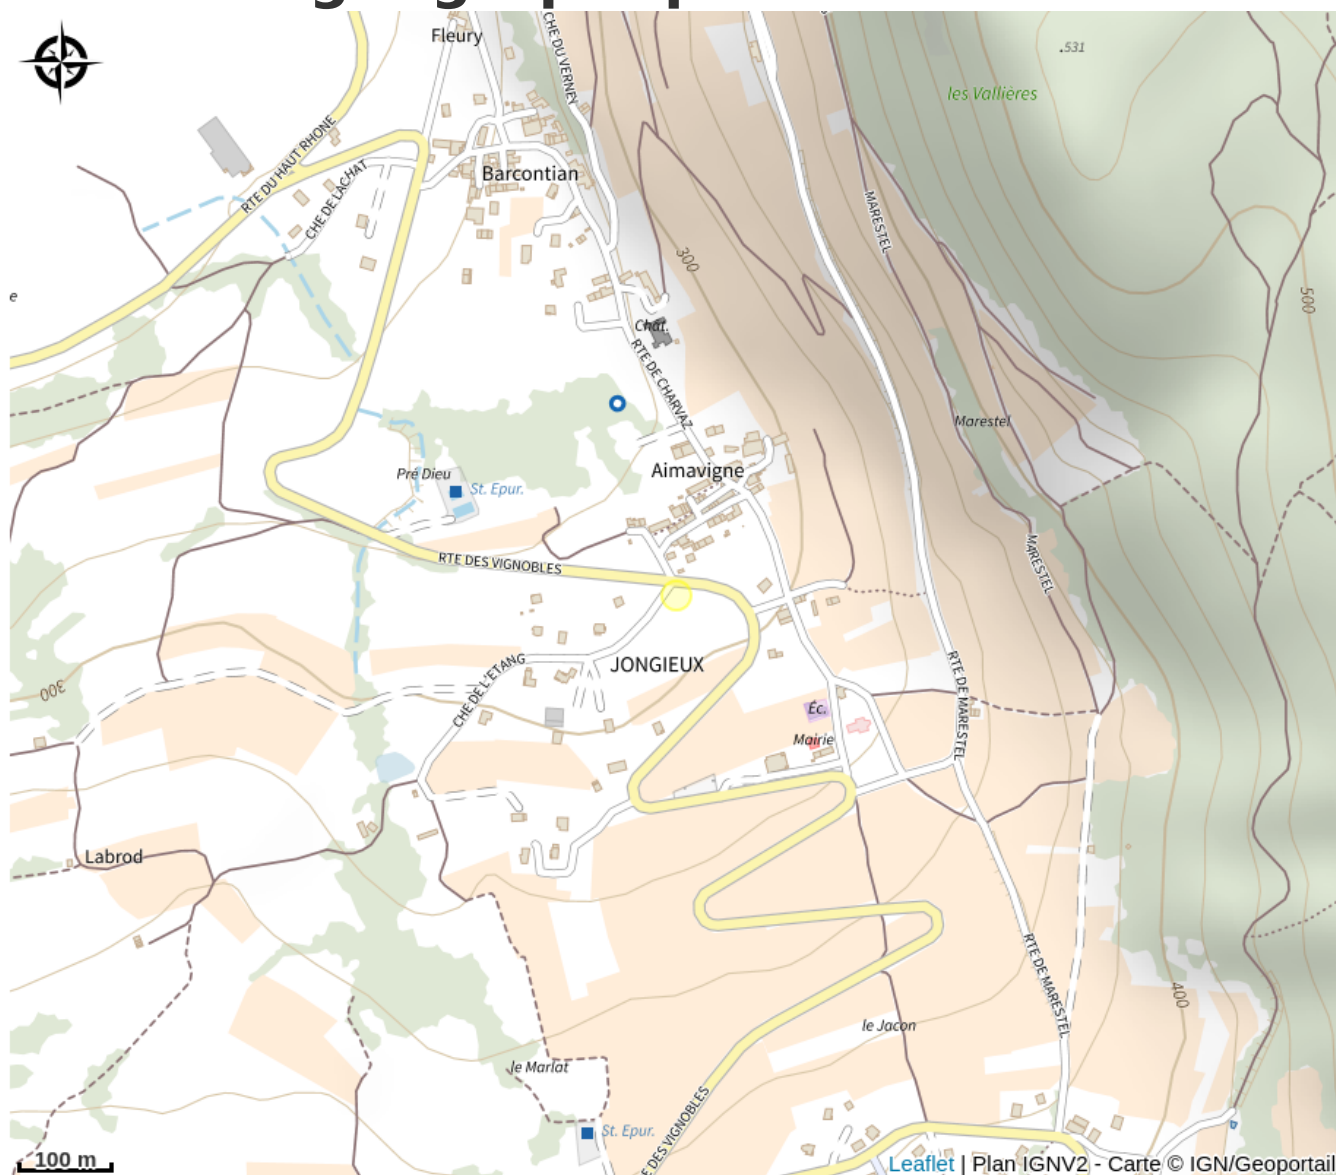 Fleury
CHE DU VERNEY
.531
les Vallières
RTE DU HAUT RHONE
Barcontian
CHE DE LACHAT
MARESTEL
300
500
e
Chât.
RTE DE CHARVAZ
Marestel
Aimavigne
Pré Dieu
St. Epur.
MARESTEL
RTE DES VIGNOBLES
JONGIEUX
CHE DE L'ETANG
RTE DE MARESTEL
300
Éc.
Mairie
Labrod
RTE DE MARESTEL
400
le Jacon
le Marlat
St. Epur.
E DES VIGNOBLES
100 m
Leaflet | Plan IGNV2 - Carte © IGN/Geoportail